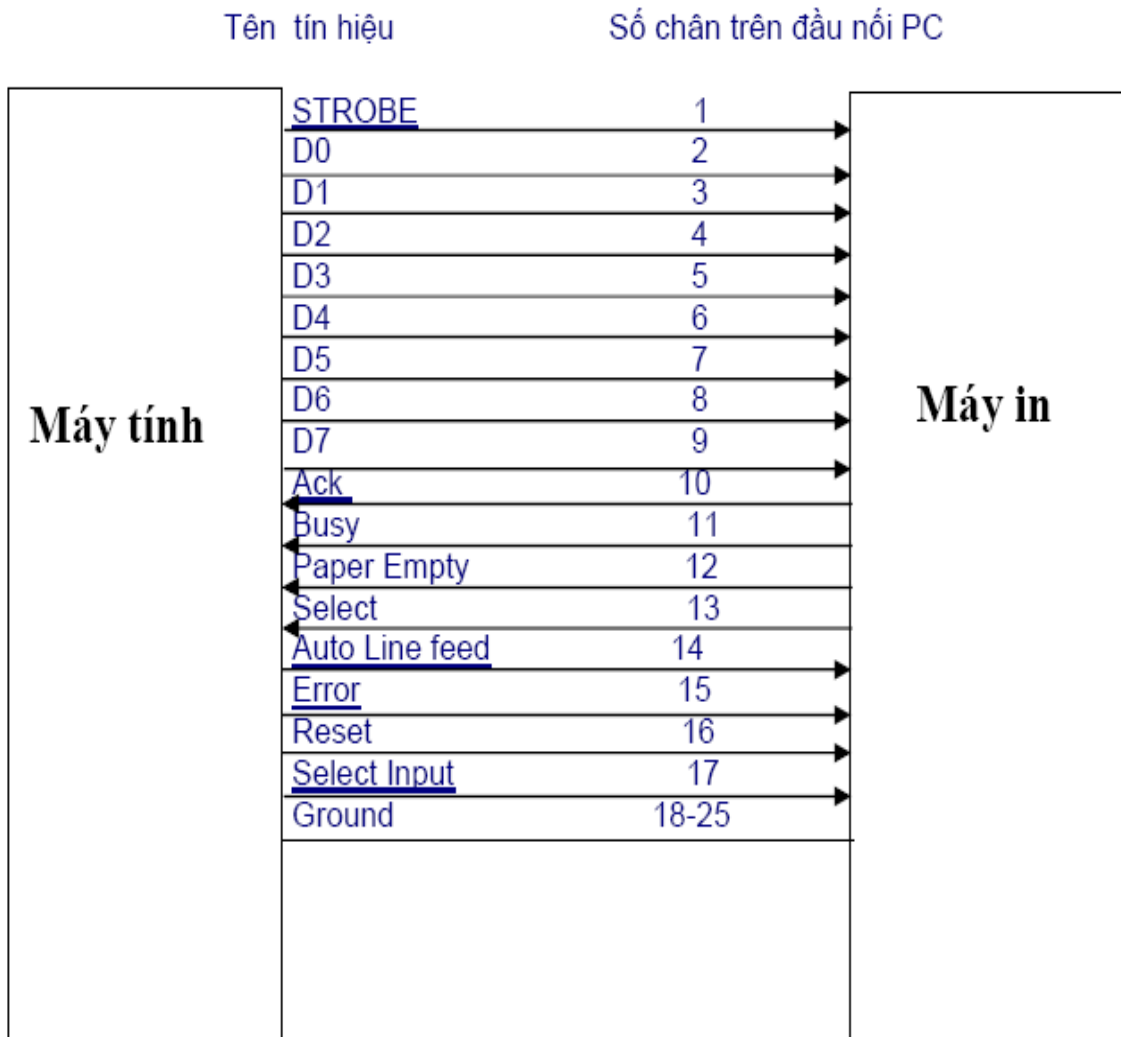 Tên tín hiệu Số chân trên đầu nối PC
STROBE 1
D0 2
D1 3
D2 4
D3 5
D4 6
D5 7
D6 8
Máy tính Máy in
D7 9
Ack 10
Busy 11
Paper Empty 12
Select 13
Auto Line feed 14
Error 15
Reset 16
Select Input 17
Ground 18-25